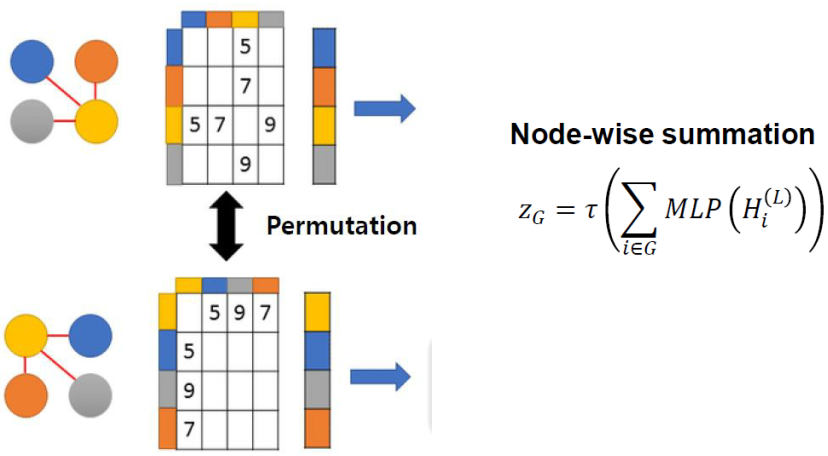 5
7
5 7 9
9
Permutation
5 9 7
5
9
7
Node-wise summation
z_G = τ(∑_{i∈G} MLP(H_i^{(L)}))